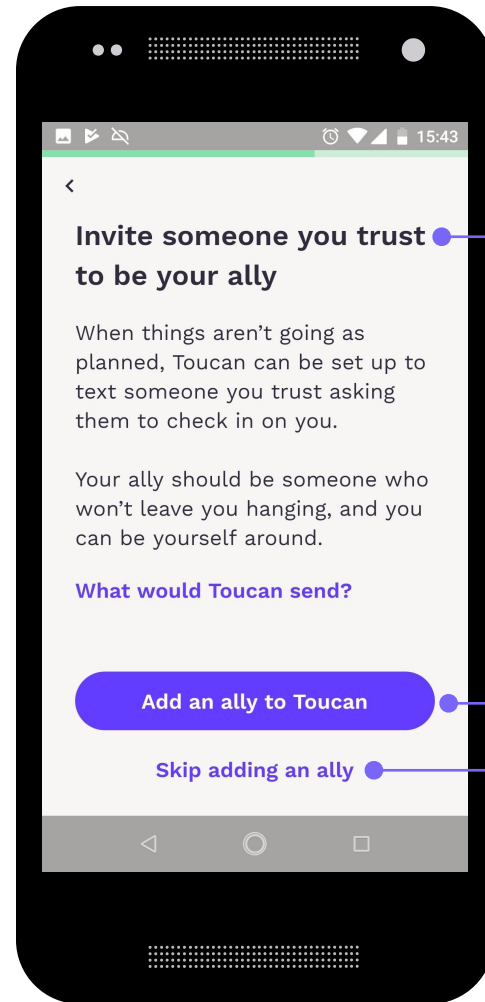 15:43
Invite someone you trust
to be your ally
When things aren’t going as
planned, Toucan can be set up to
text someone you trust asking
them to check in on you.
Your ally should be someone who
won’t leave you hanging, and you
can be yourself around.
What would Toucan send?
Add an ally to Toucan
Skip adding an ally